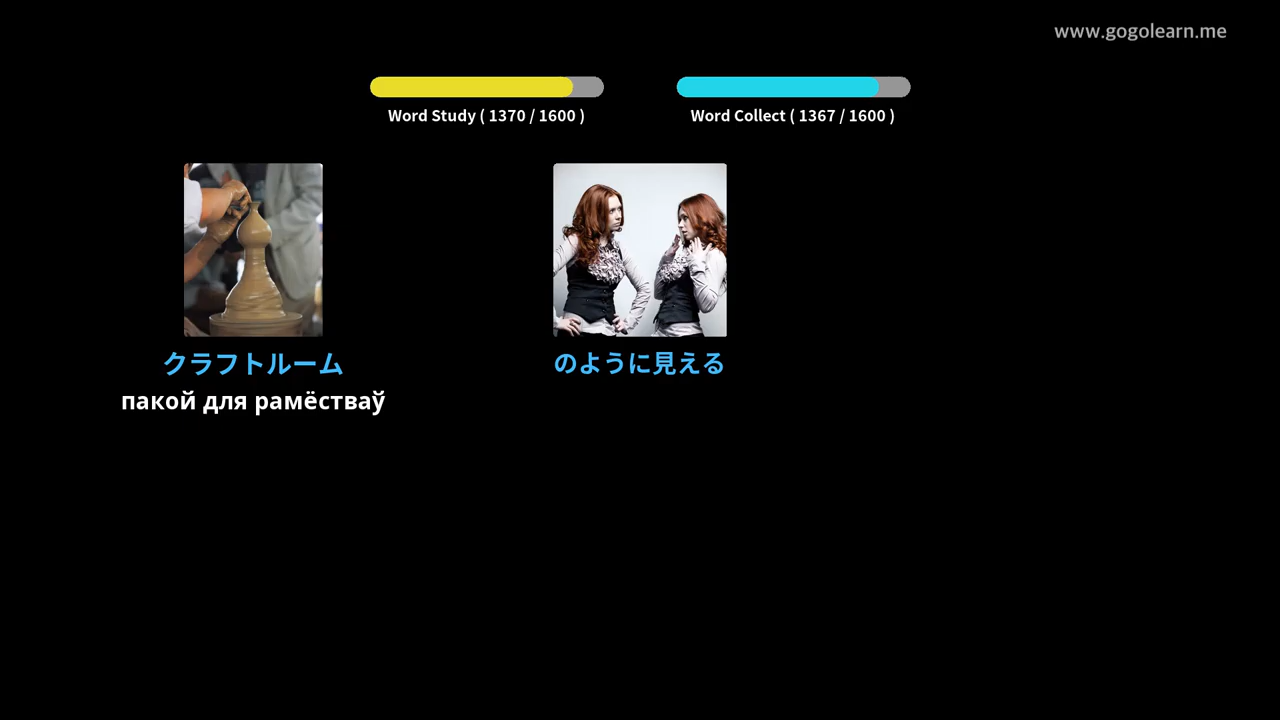 www.gogolearn.me
Word Study ( 1370 / 1600 )
Word Collect ( 1367 / 1600 )
クラフトルーム
пакой для рамёстваў
のように見える